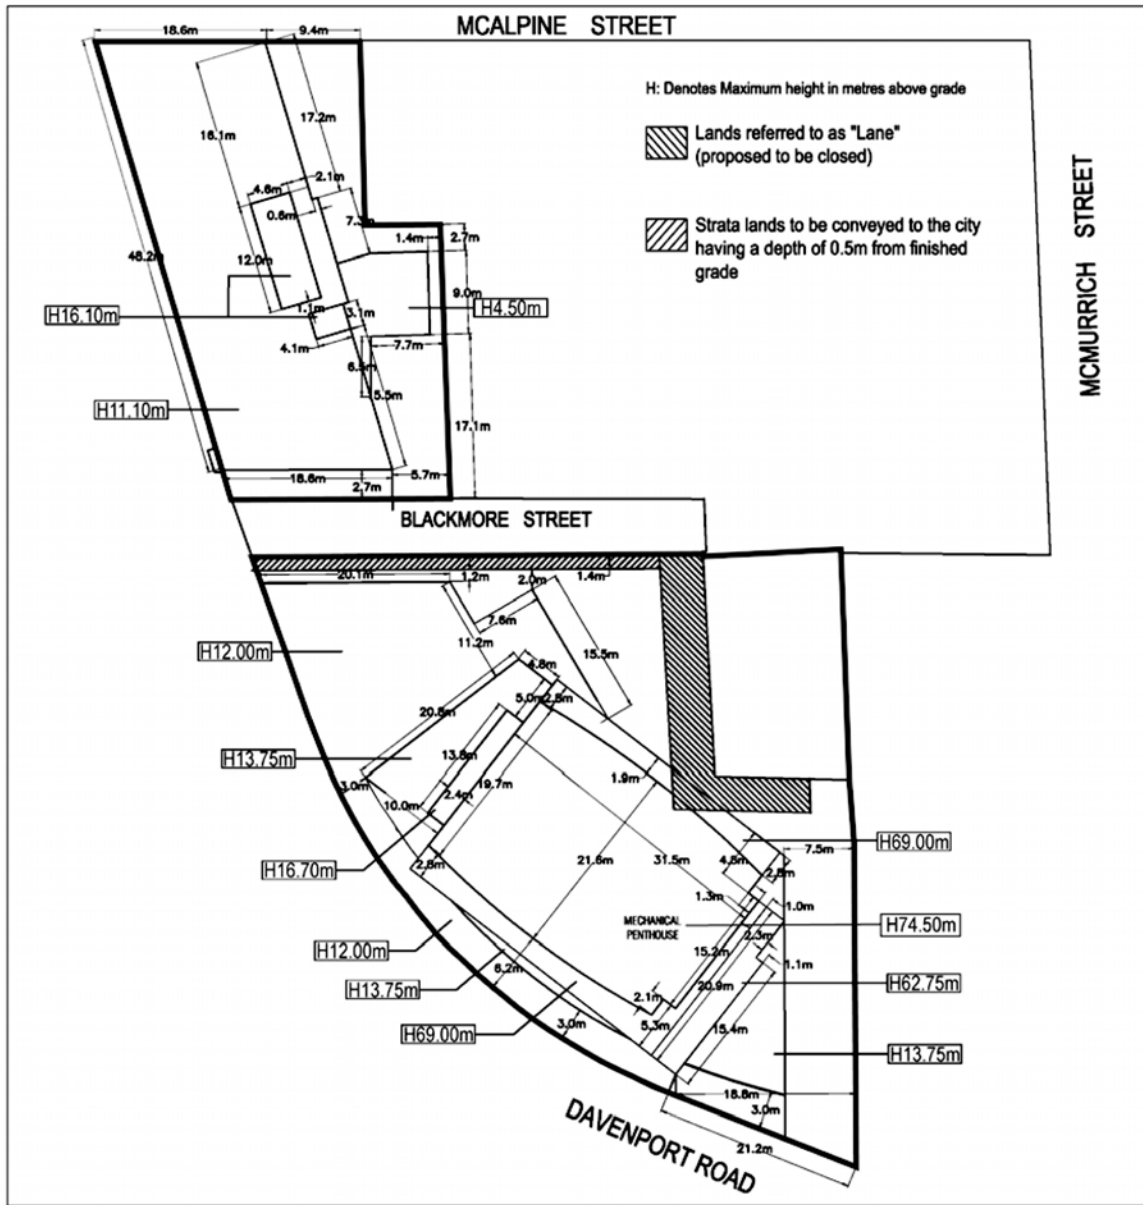 MCALPINE STREET
18.6m
9.4m
H: Denotes Maximum height in metres above grade
Lands referred to as "Lane"
(proposed to be closed)
Strata lands to be conveyed to the city
having a depth of 0.5m from finished
grade
MCMURRICH STREET
16.1m
17.2m
2.1m
4.6m
0.6m
1.4m
2.7m
48.2m
12.0m
9.0m
H16.10m
1.1m
3.1m
H4.50m
4.1m
7.7m
6.5m
5.5m
H11.10m
17.1m
18.6m
2.7m
5.7m
BLACKMORE STREET
20.1m
1.2m
2.0m
1.4m
7.6m
11.2m
H12.00m
15.5m
4.8m
5.0m
2.8m
20.8m
H13.75m
13.8m
19.7m
1.9m
3.0m
10.0m
2.4m
H69.00m
7.5m
2.8m
21.6m
31.5m
4.8m
2.8m
H16.70m
1.3m
1.0m
MECHANICAL
PENTHOUSE
H74.50m
2.3m
H12.00m
15.2m
1.1m
H13.75m
6.2m
20.9m
H62.75m
2.1m
H69.00m
3.0m
5.3m
15.4m
H13.75m
18.8m
3.0m
DAVENPORT ROAD
21.2m